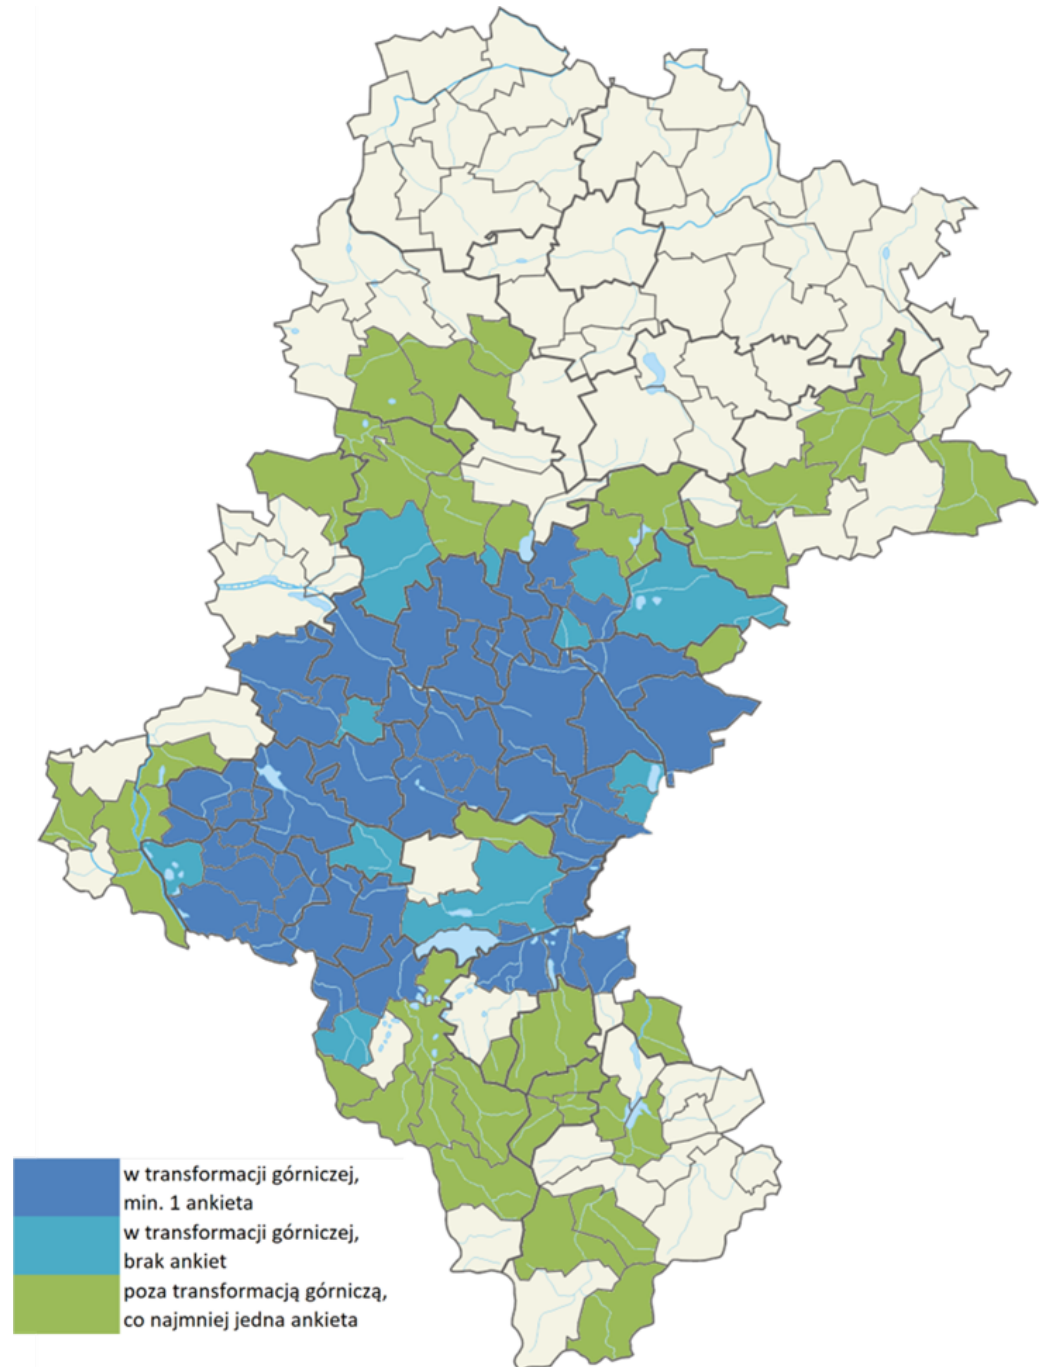 w transformacji górniczej,
min. 1 ankieta
w transformacji górniczej,
brak ankiet
poza transformacją górniczą,
co najmniej jedna ankieta